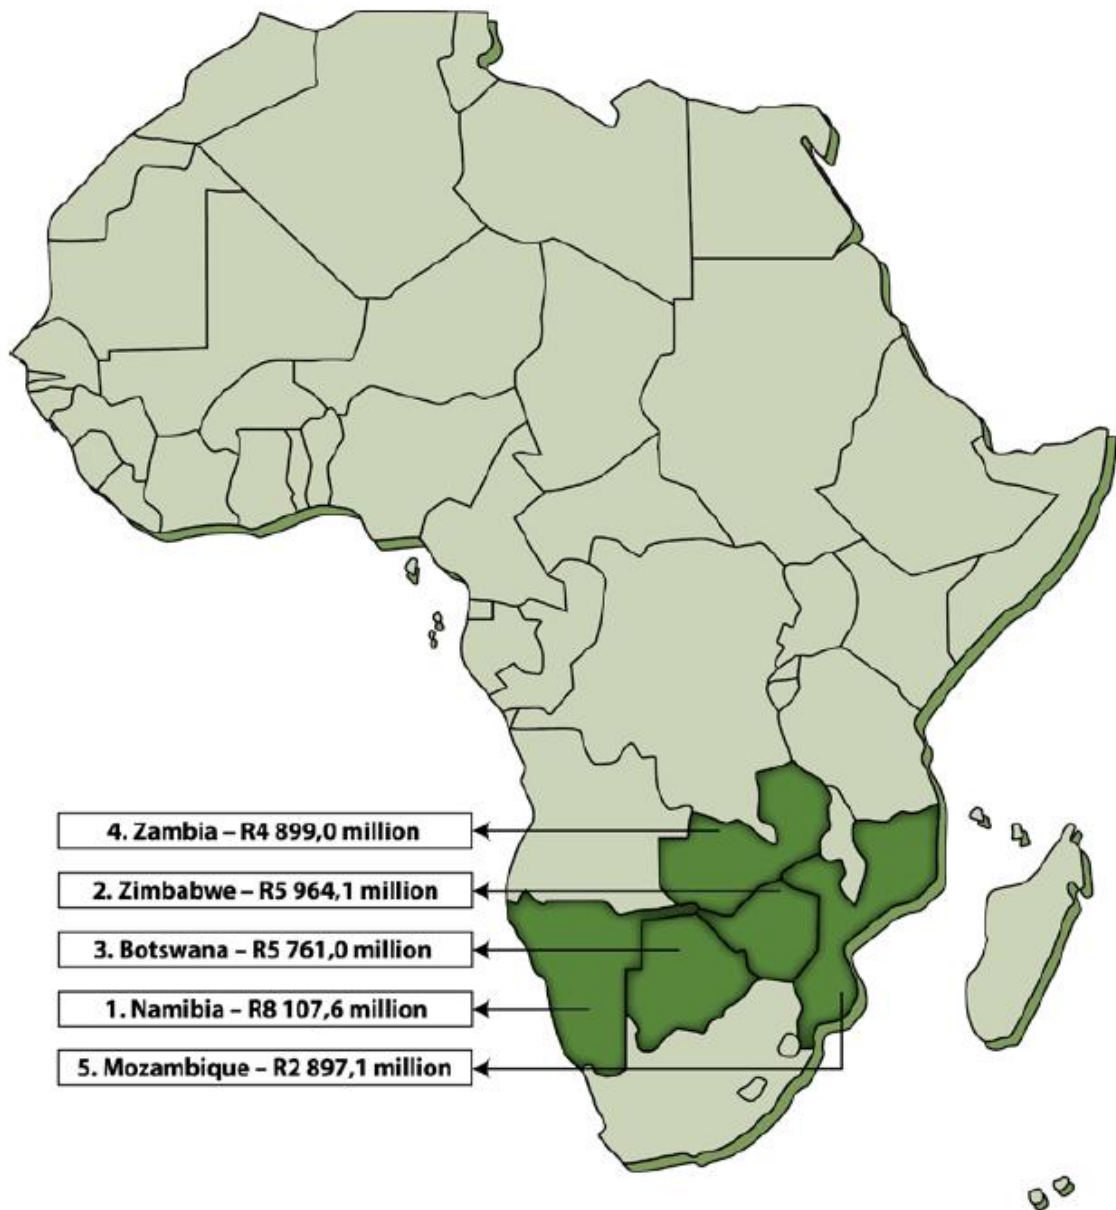 4. Zambia – R4 899,0 million
2. Zimbabwe – R5 964,1 million
3. Botswana – R5 761,0 million
1. Namibia – R8 107,6 million
5. Mozambique – R2 897,1 million